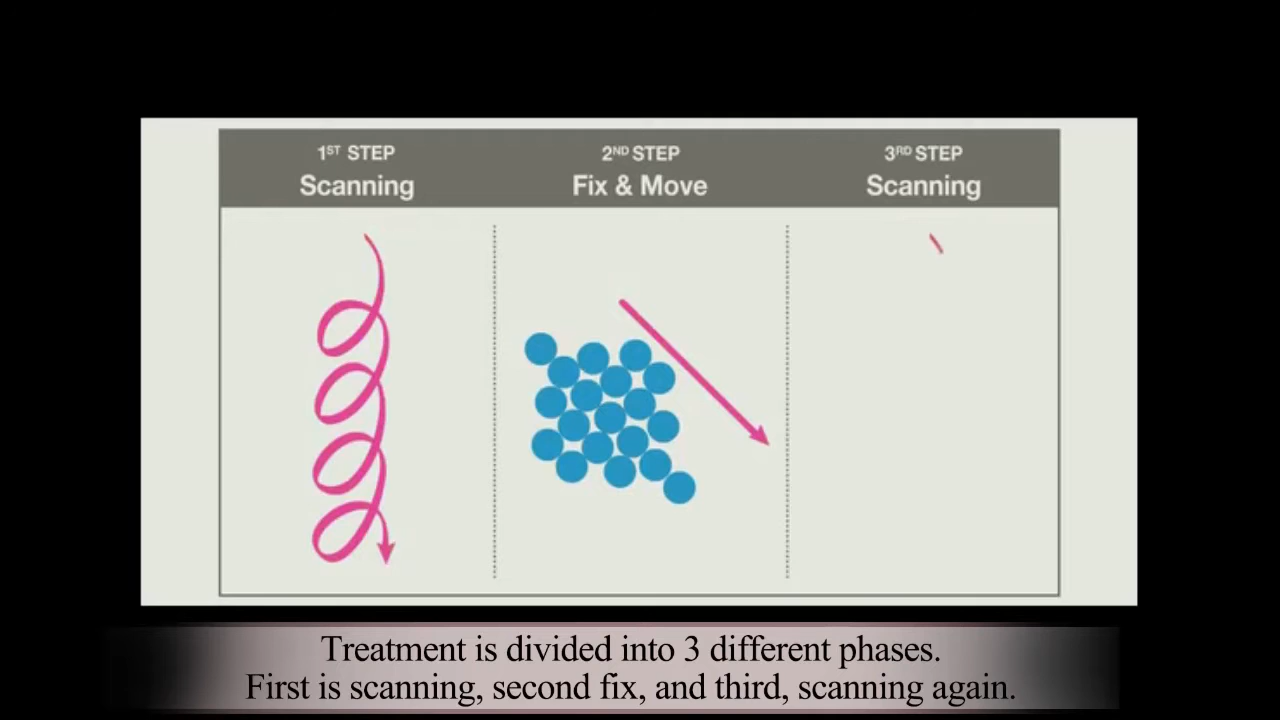 1ST STEP
Scanning
2ND STEP
Fix & Move
3RD STEP
Scanning
Treatment is divided into 3 different phases.
First is scanning, second fix, and third, scanning again.